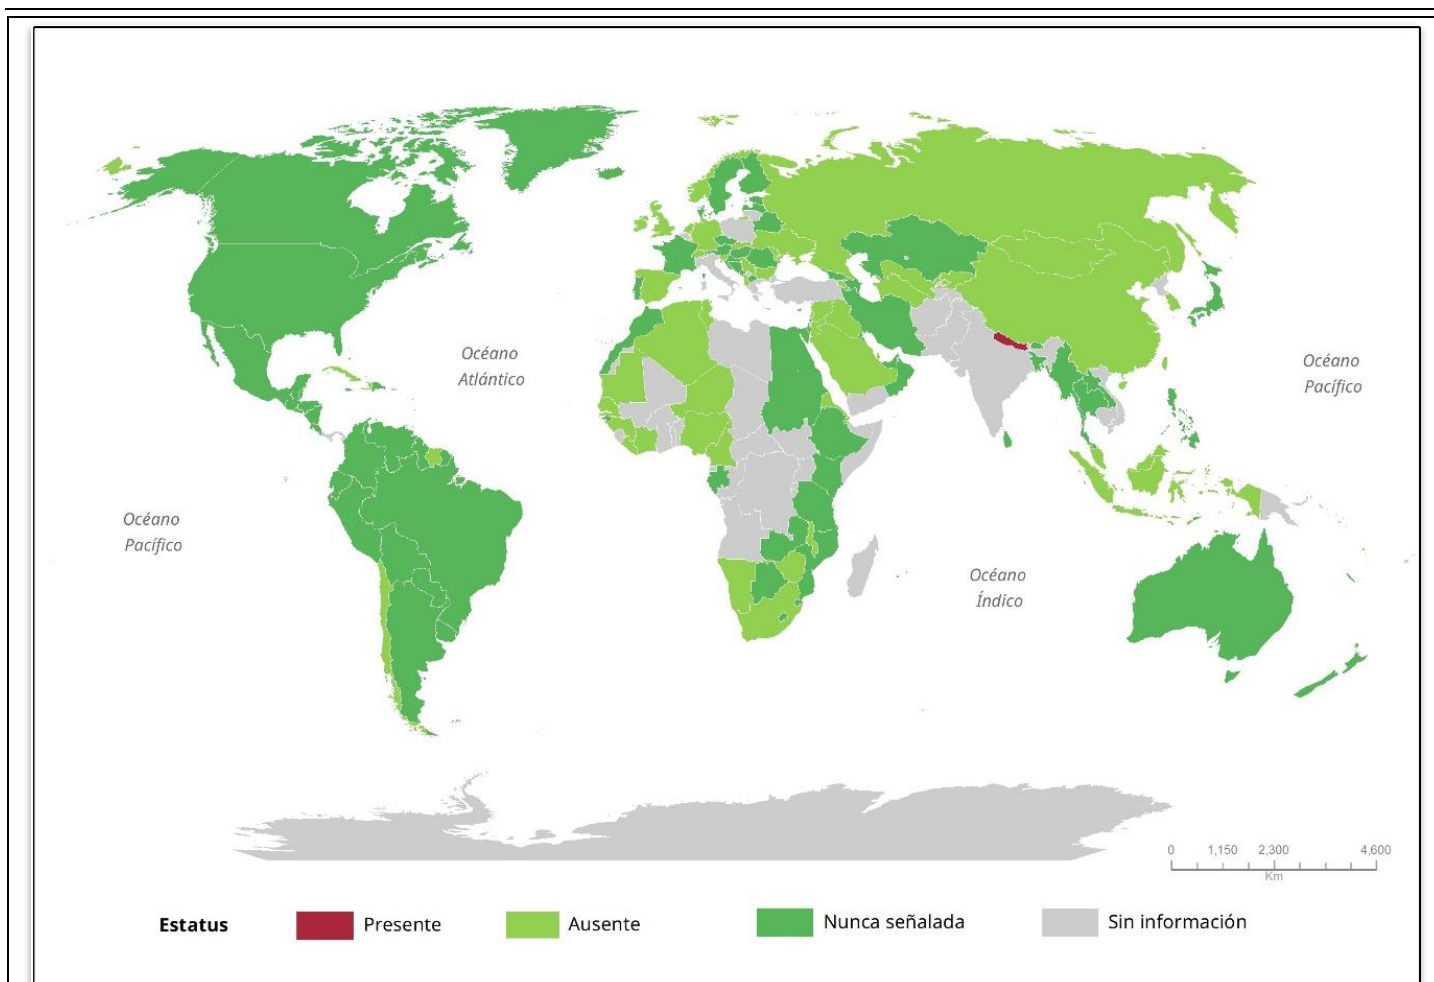 Océano
Atlántico
Océano
Pacífico
Océano
Pacífico
Océano
Índico
0 1,150 2,300 4,600
Km
Estatus Presente Ausente Nunca señalada Sin información